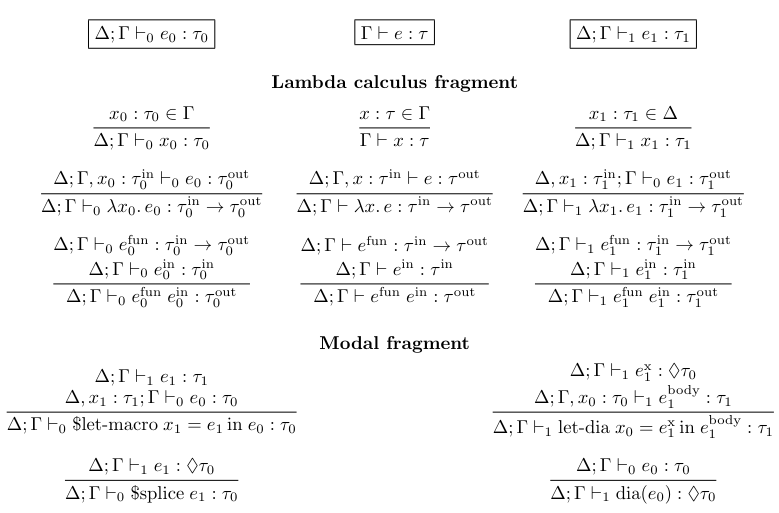 Δ; Γ ⊢₀ e₀ : τ₀    Γ ⊢ e : τ    Δ; Γ ⊢₁ e₁ : τ₁
Lambda calculus fragment
x₀ : τ₀ ∈ Γ    x : τ ∈ Γ    x₁ : τ₁ ∈ Δ
Δ; Γ ⊢₀ x₀ : τ₀    Γ ⊢ x : τ    Δ; Γ ⊢₁ x₁ : τ₁
Δ; Γ, x₀ : τ₀^in ⊢₀ e₀ : τ₀^out    Δ; Γ, x : τ^in ⊢ e : τ^out    Δ, x₁ : τ₁^in; Γ ⊢₀ e₁ : τ₁^out
Δ; Γ ⊢₀ λx₀. e₀ : τ₀^in → τ₀^out    Δ; Γ ⊢ λx. e : τ^in → τ^out    Δ; Γ ⊢₁ λx₁. e₁ : τ₁^in → τ₁^out
Δ; Γ ⊢₀ e₀^fun : τ₀^in → τ₀^out    Δ; Γ ⊢ e^fun : τ^in → τ^out    Δ; Γ ⊢₁ e₁^fun : τ₁^in → τ₁^out
Δ; Γ ⊢₀ e₀^in : τ₀^in    Δ; Γ ⊢ e^in : τ^in    Δ; Γ ⊢₁ e₁^in : τ₁^in
Δ; Γ ⊢₀ e₀^fun e₀^in : τ₀^out    Δ; Γ ⊢ e^fun e^in : τ^out    Δ; Γ ⊢₁ e₁^fun e₁^in : τ₁^out
Modal fragment
Δ; Γ ⊢₁ e₁ : τ₁    Δ; Γ ⊢₁ e₁^x : ◊τ₀
Δ, x₁ : τ₁; Γ ⊢₀ e₀ : τ₀    Δ; Γ, x₀ : τ₀ ⊢₁ e₁^body : τ₁
Δ; Γ ⊢₀ $let-macro x₁ = e₁ in e₀ : τ₀    Δ; Γ ⊢₁ let-dia x₀ = e₁^x in e₁^body : τ₁
Δ; Γ ⊢₁ e₁ : ◊τ₀    Δ; Γ ⊢₀ e₀ : τ₀
Δ; Γ ⊢₀ $splice e₁ : τ₀    Δ; Γ ⊢₁ dia(e₀) : ◊τ₀